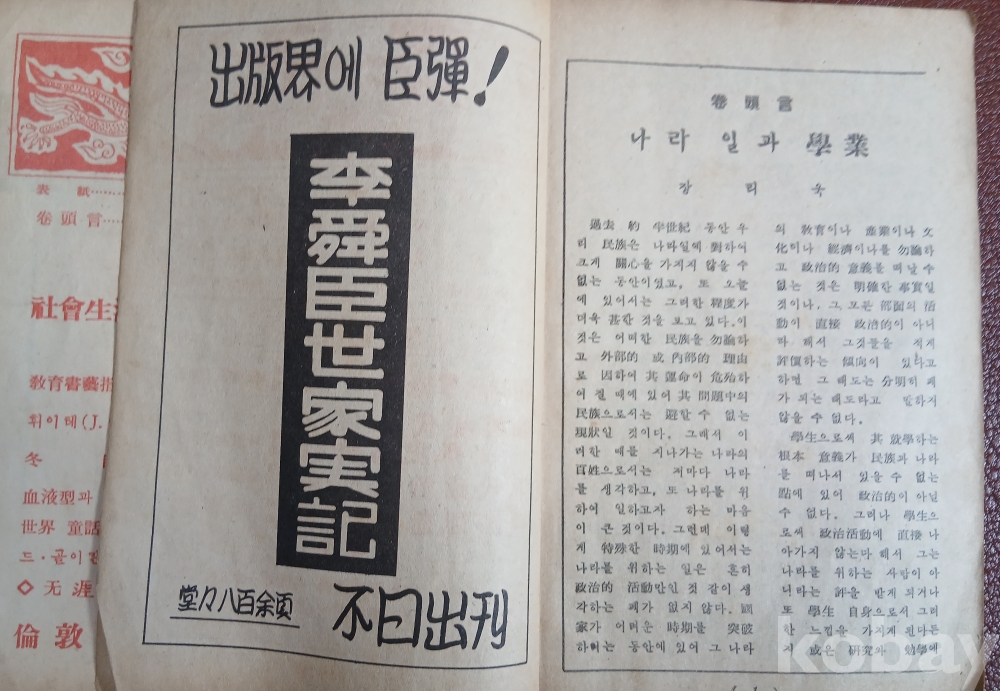 表 紙……
卷 頭 言……
社會生活
敎育書藝指
휘이테(J.
冬
血液型과
世界 童話
드·골이란
◇ 无 涯
倫 敦
出版界에 臣彈!
李舜臣世家実記
堂々八百余頁
不日出刊
卷 頭 言
나라 일과 學業
장 리 욱
過去 約 半世紀 동안 우
리 民族은 나라일에 對하여
크게 關心을 가지지 않을 수
없는 동안이였고, 또 오늘
에 있어서는 그러한 程度가
더욱 甚한 것을 보고 있다. 이
것은 어떠한 民族을 勿論하
고 外部的 或 內部的 理由
로 因하여 其 運命이 危殆하
여 질 때에 있어 其 問題中의
民族으로서는 避할 수 없는
現狀일 것이다. 그래서 이
러한 때를 지나가는 나라의
百姓으로서는 저마다 나라
를 생각하고, 또 나라를 위
하여 일하고자 하는 마음
이 큰 것이다. 그런데 이렇
게 特殊한 時期에 있어서는
나라를 위하는 일은 흔히
政治的 活動만인 것 같이 생
각하는 폐가 없지 않다. 國
家가 어려운 時期를 突破
하려는 동안에 있어 그 나라
의 敎育이나 産業이나 文
化이나 經濟이나를 勿論하
고 政治的 意義를 떠날 수
없는 것은 明確한 事實일
것이나, 그 모든 部面의 活
動이 直接 政治的이 아니
라 해서 그것들을 적게
評價하는 傾向이 있다고
하면 그 태도는 分明히 폐
가 되는 태도라고 말하지
않을 수 없다.
學生으로써 其 就學하는
根本 意義가 民族과 나라
를 떠나서 있을 수 없는
點에 있어 政治的이 아닐
수 없다. 그러나 學生으
로써 政治活動에 直接 나
아가지 않는다 해서 그는
나라를 위하는 사람이 아
니라는 評을 받게 되거나
또 學生 自身으로서 그러
한 느낌을 가지게 된다든
지 或은 硏究와 勉學에
kobay